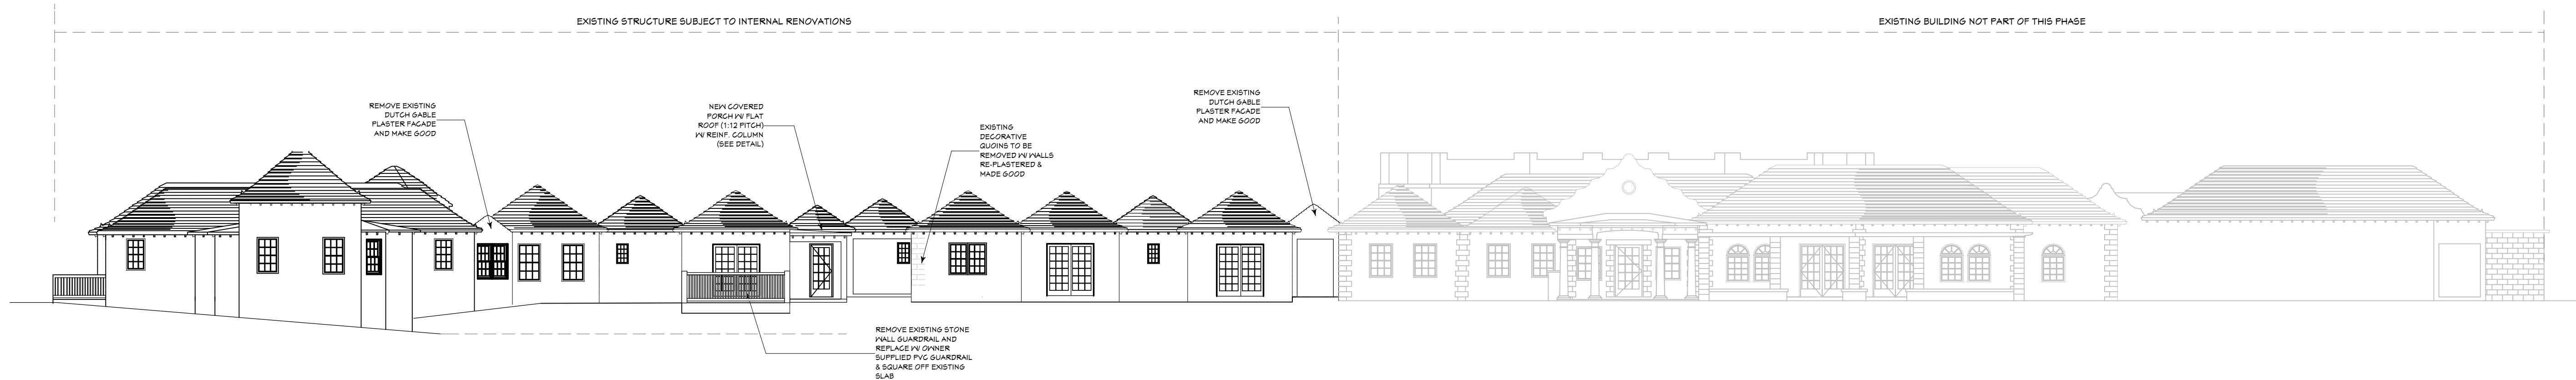 EXISTING STRUCTURE SUBJECT TO INTERNAL RENOVATIONS
EXISTING BUILDING NOT PART OF THIS PHASE
REMOVE EXISTING
DUTCH GABLE
PLASTER FACADE
AND MAKE GOOD
NEW COVERED
PORCH W/ FLAT
ROOF (1:12 PITCH)
W/ REINF. COLUMN
(SEE DETAIL)
EXISTING
DECORATIVE
QUOINS TO BE
REMOVED W/ WALLS
RE-PLASTERED &
MADE GOOD
REMOVE EXISTING
DUTCH GABLE
PLASTER FACADE
AND MAKE GOOD
REMOVE EXISTING STONE
WALL GUARDRAIL AND
REPLACE W/ OWNER
SUPPLIED PVC GUARDRAIL
& SQUARE OFF EXISTING
SLAB